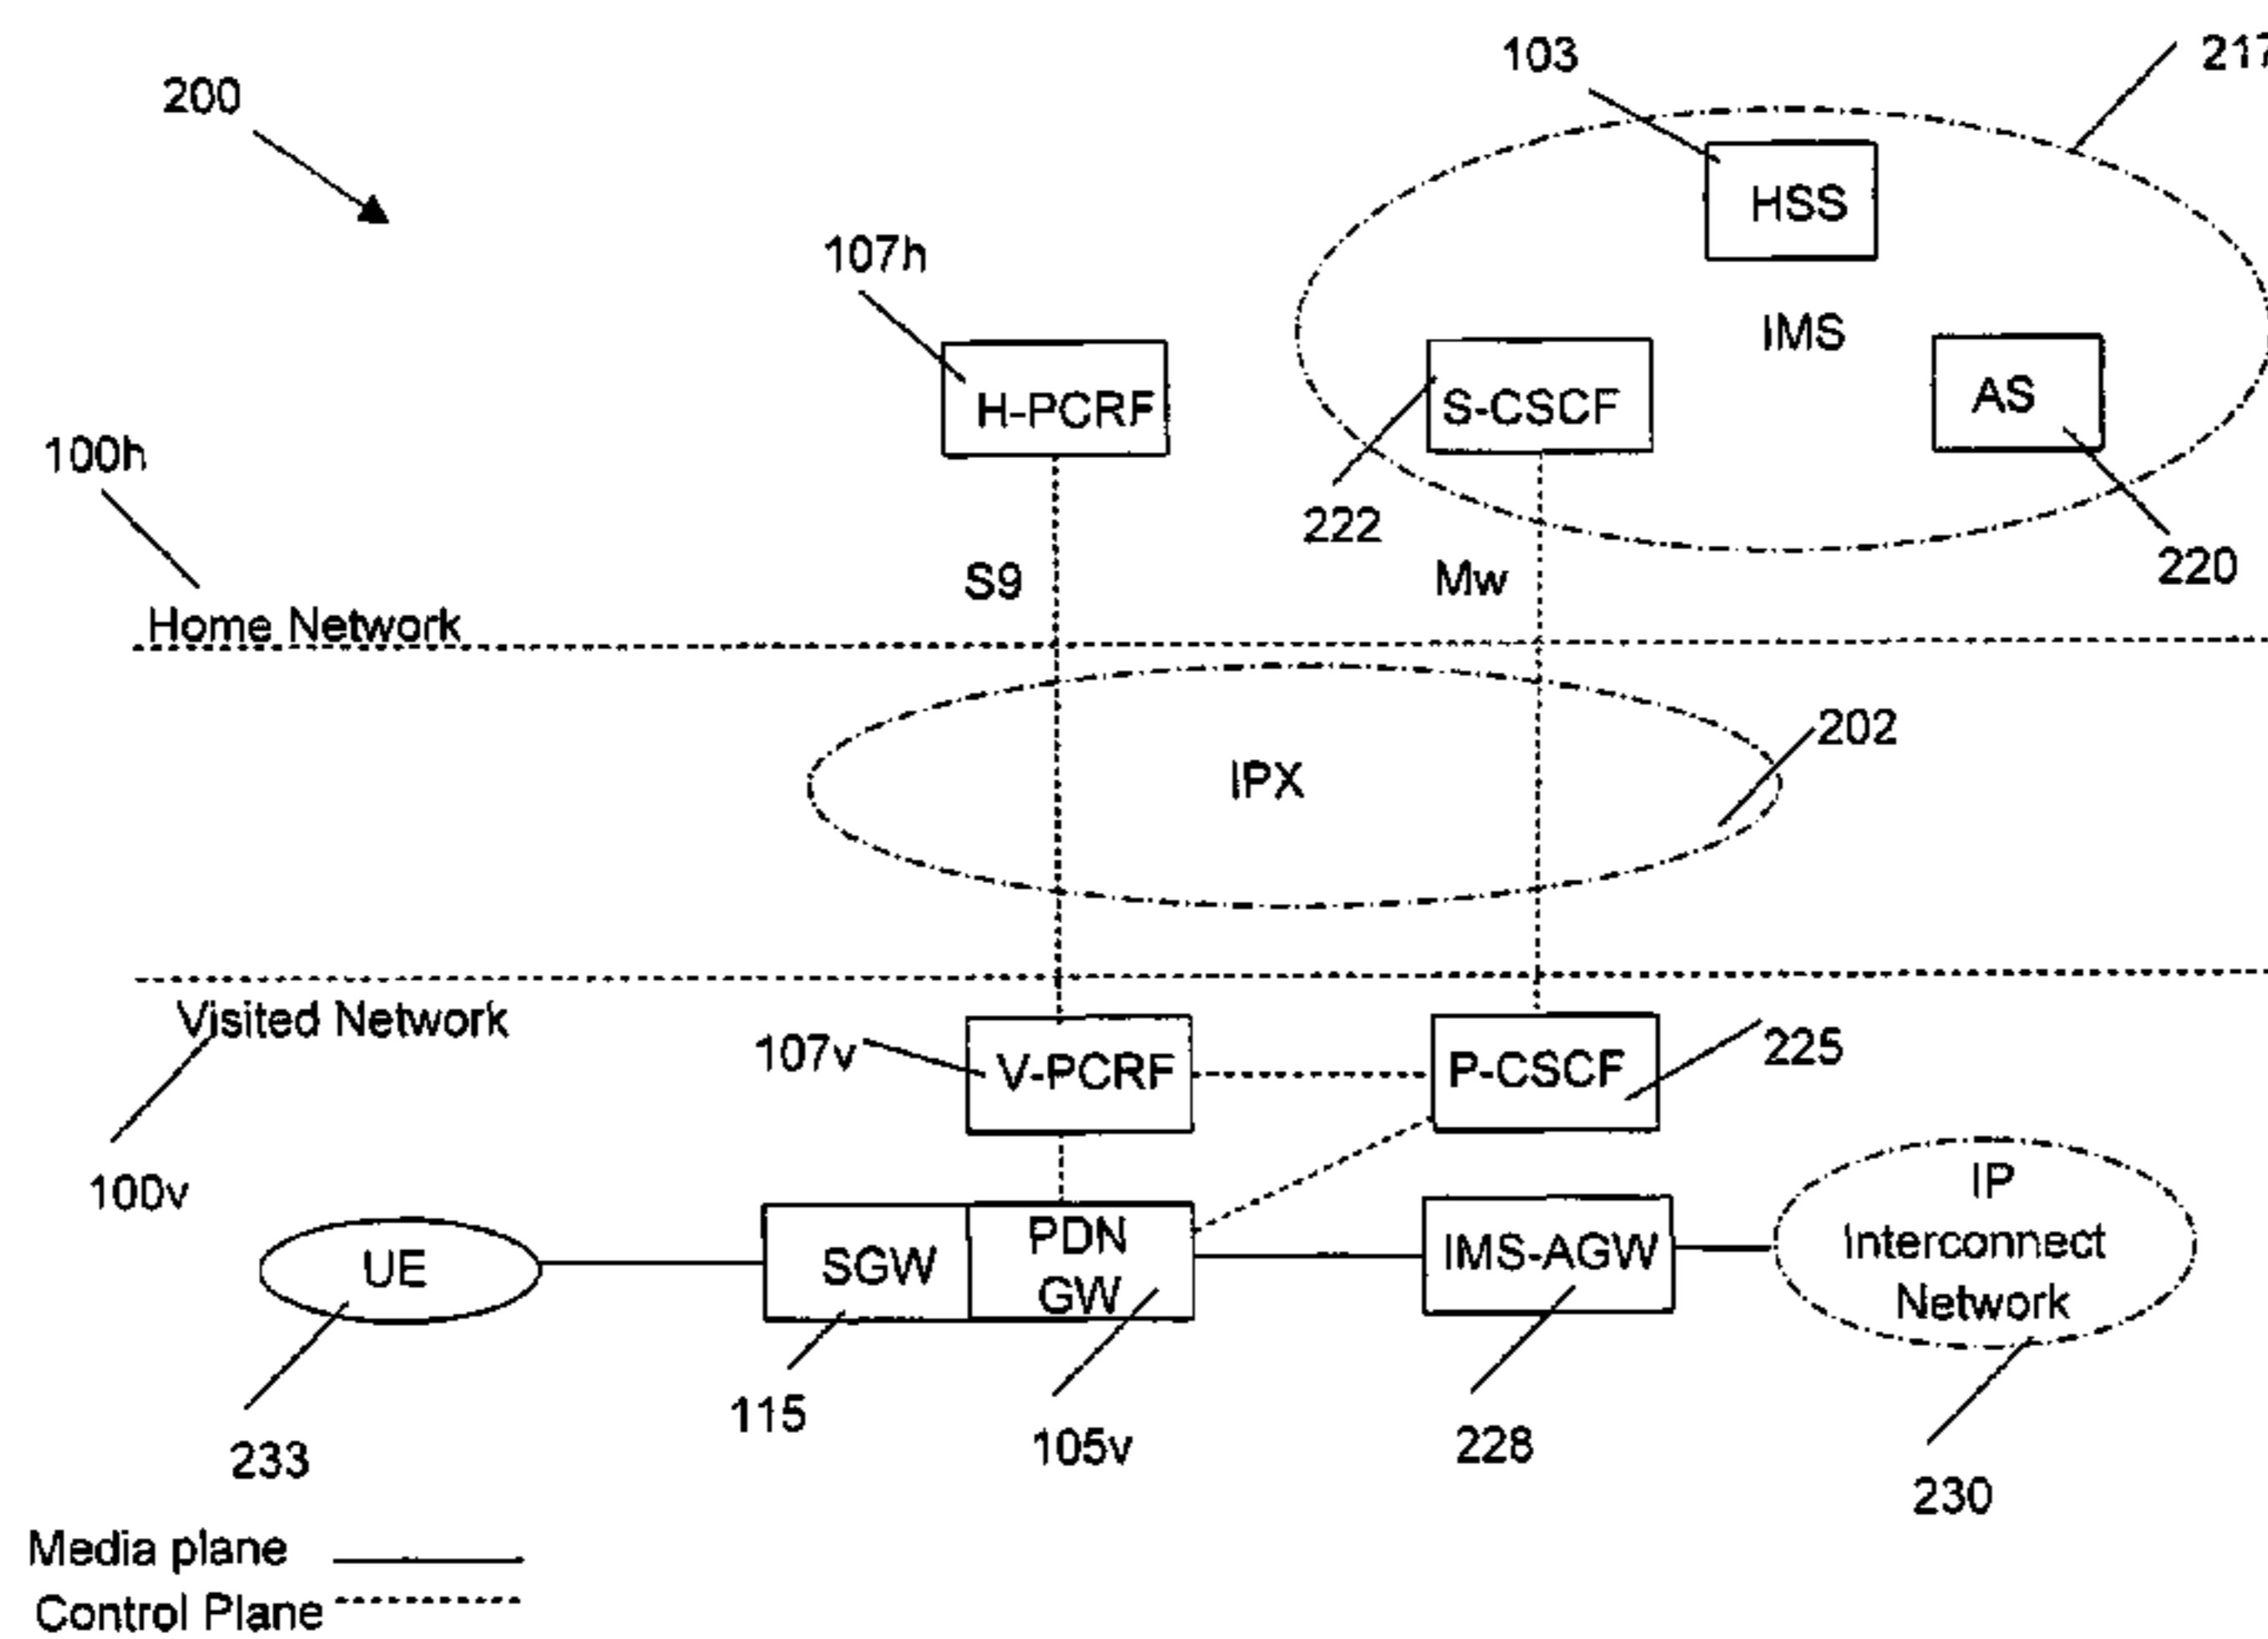 200
103
217
HSS
107h
IMS
H-PCRF
S-CSCF
AS
100h
222
220
S9
Mw
Home Network
202
IPX
Visited Network
107v
V-PCRF
P-CSCF
225
100v
UE
SGW
PDN
GW
IMS-AGW
IP
Interconnect
Network
115
105v
228
233
230
Media plane
Control Plane